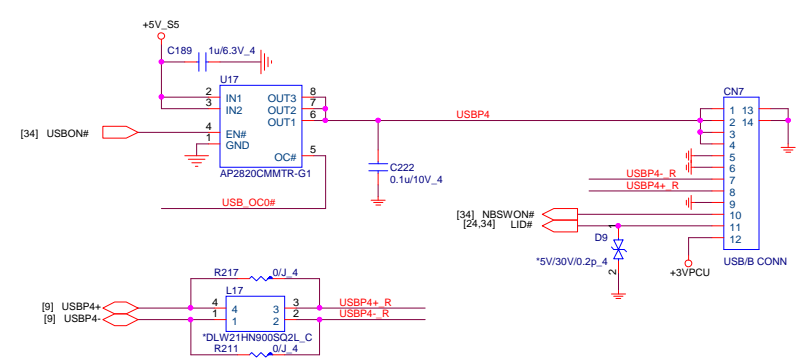 +5V_S5
C189 1u/6.3V_4
U17
2 IN1 OUT3 8
3 IN2 OUT2 7
OUT1 6
[34] USBON# 4 EN#
1 GND
OC# 5
AP2820CMMTR-G1
USB_OC0#
USBP4
C222
0.1u/10V_4
CN7
1 13
2 14
3
4
5
6
USBP4-_R 7
USBP4+_R 8
9
[34] NBSWON# 10
[24,34] LID# 11
12
1
D9
*5V/30V/0.2p_4
2
+3VPCU
USB/B CONN
R217 0/J_4
L17
[9] USBP4+ 4 4 3 3 USBP4+_R
[9] USBP4- 1 1 2 2 USBP4-_R
*DLW21HN900SQ2L_C
R211 0/J_4